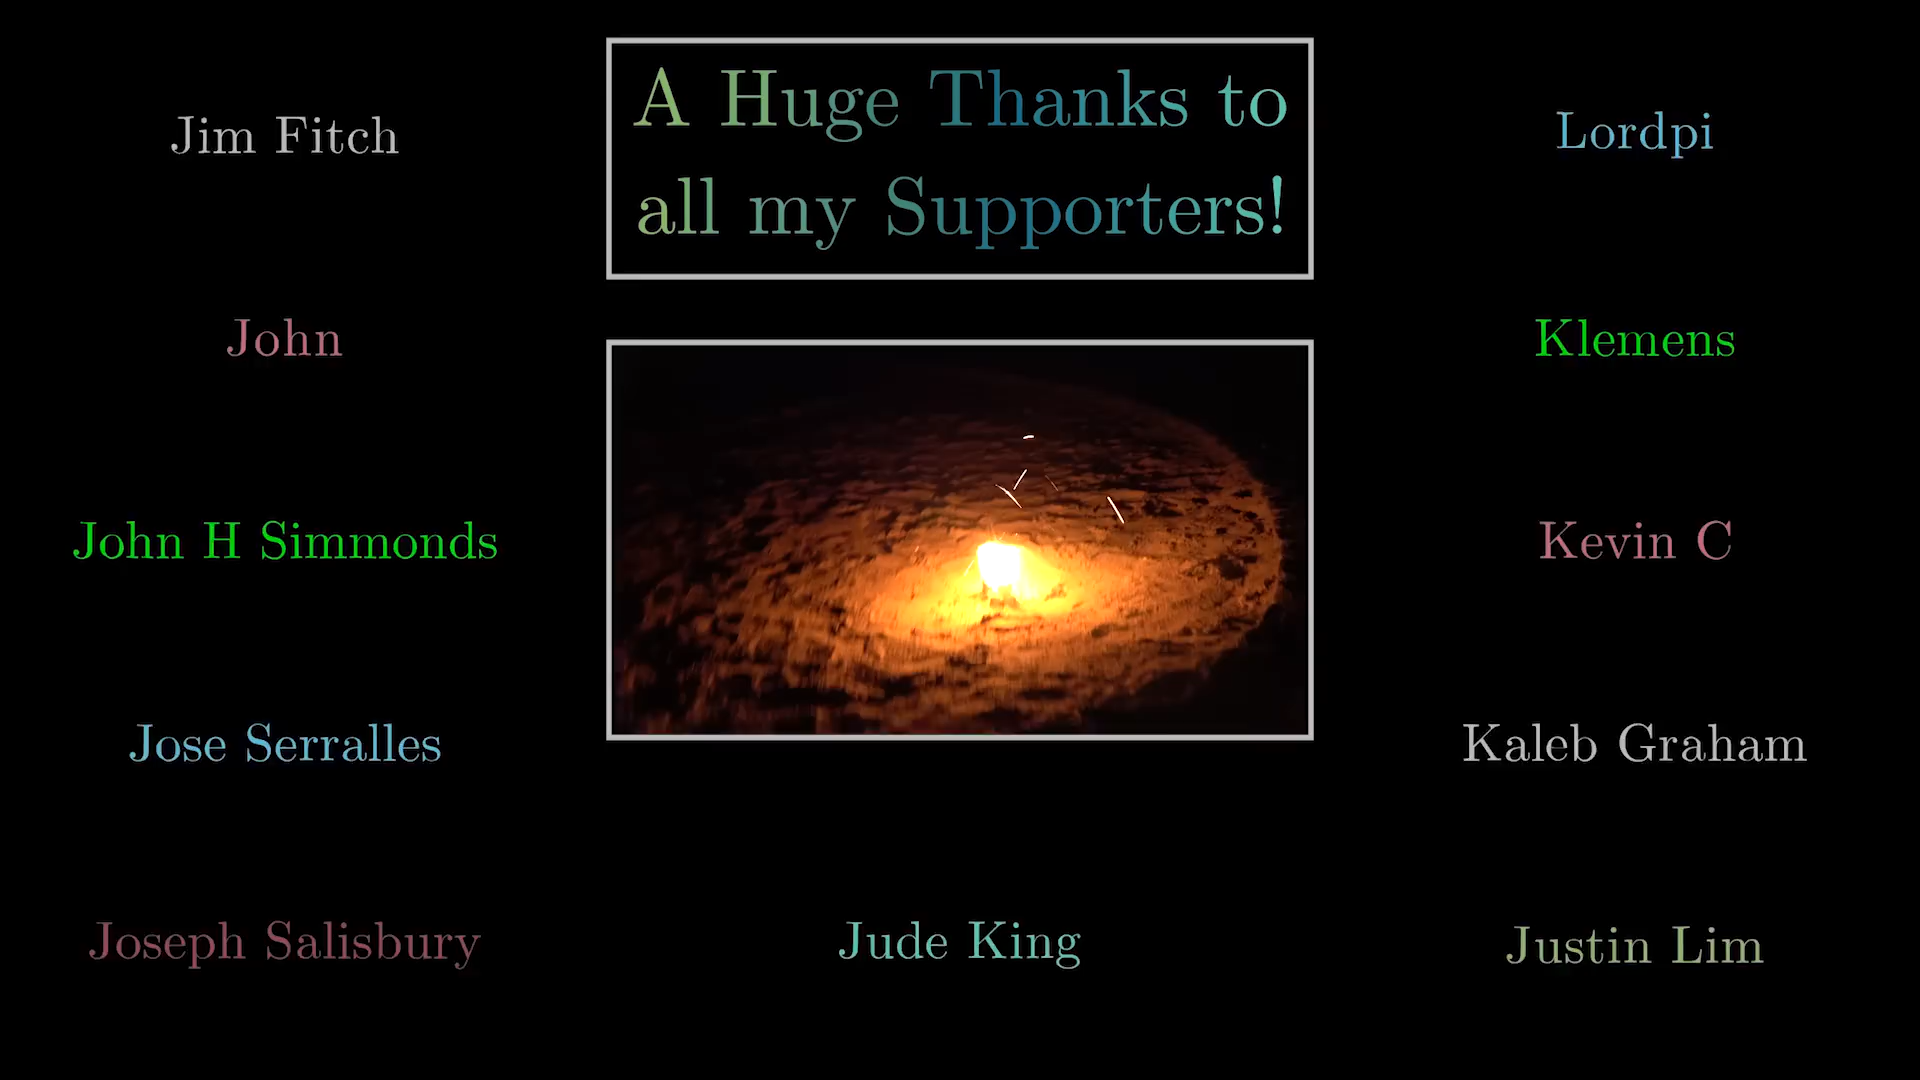 A Huge Thanks to
all my Supporters!
Jim Fitch
Lordpi
John
Klemens
John H Simmonds
Kevin C
Jose Serralles
Kaleb Graham
Joseph Salisbury
Jude King
Justin Lim